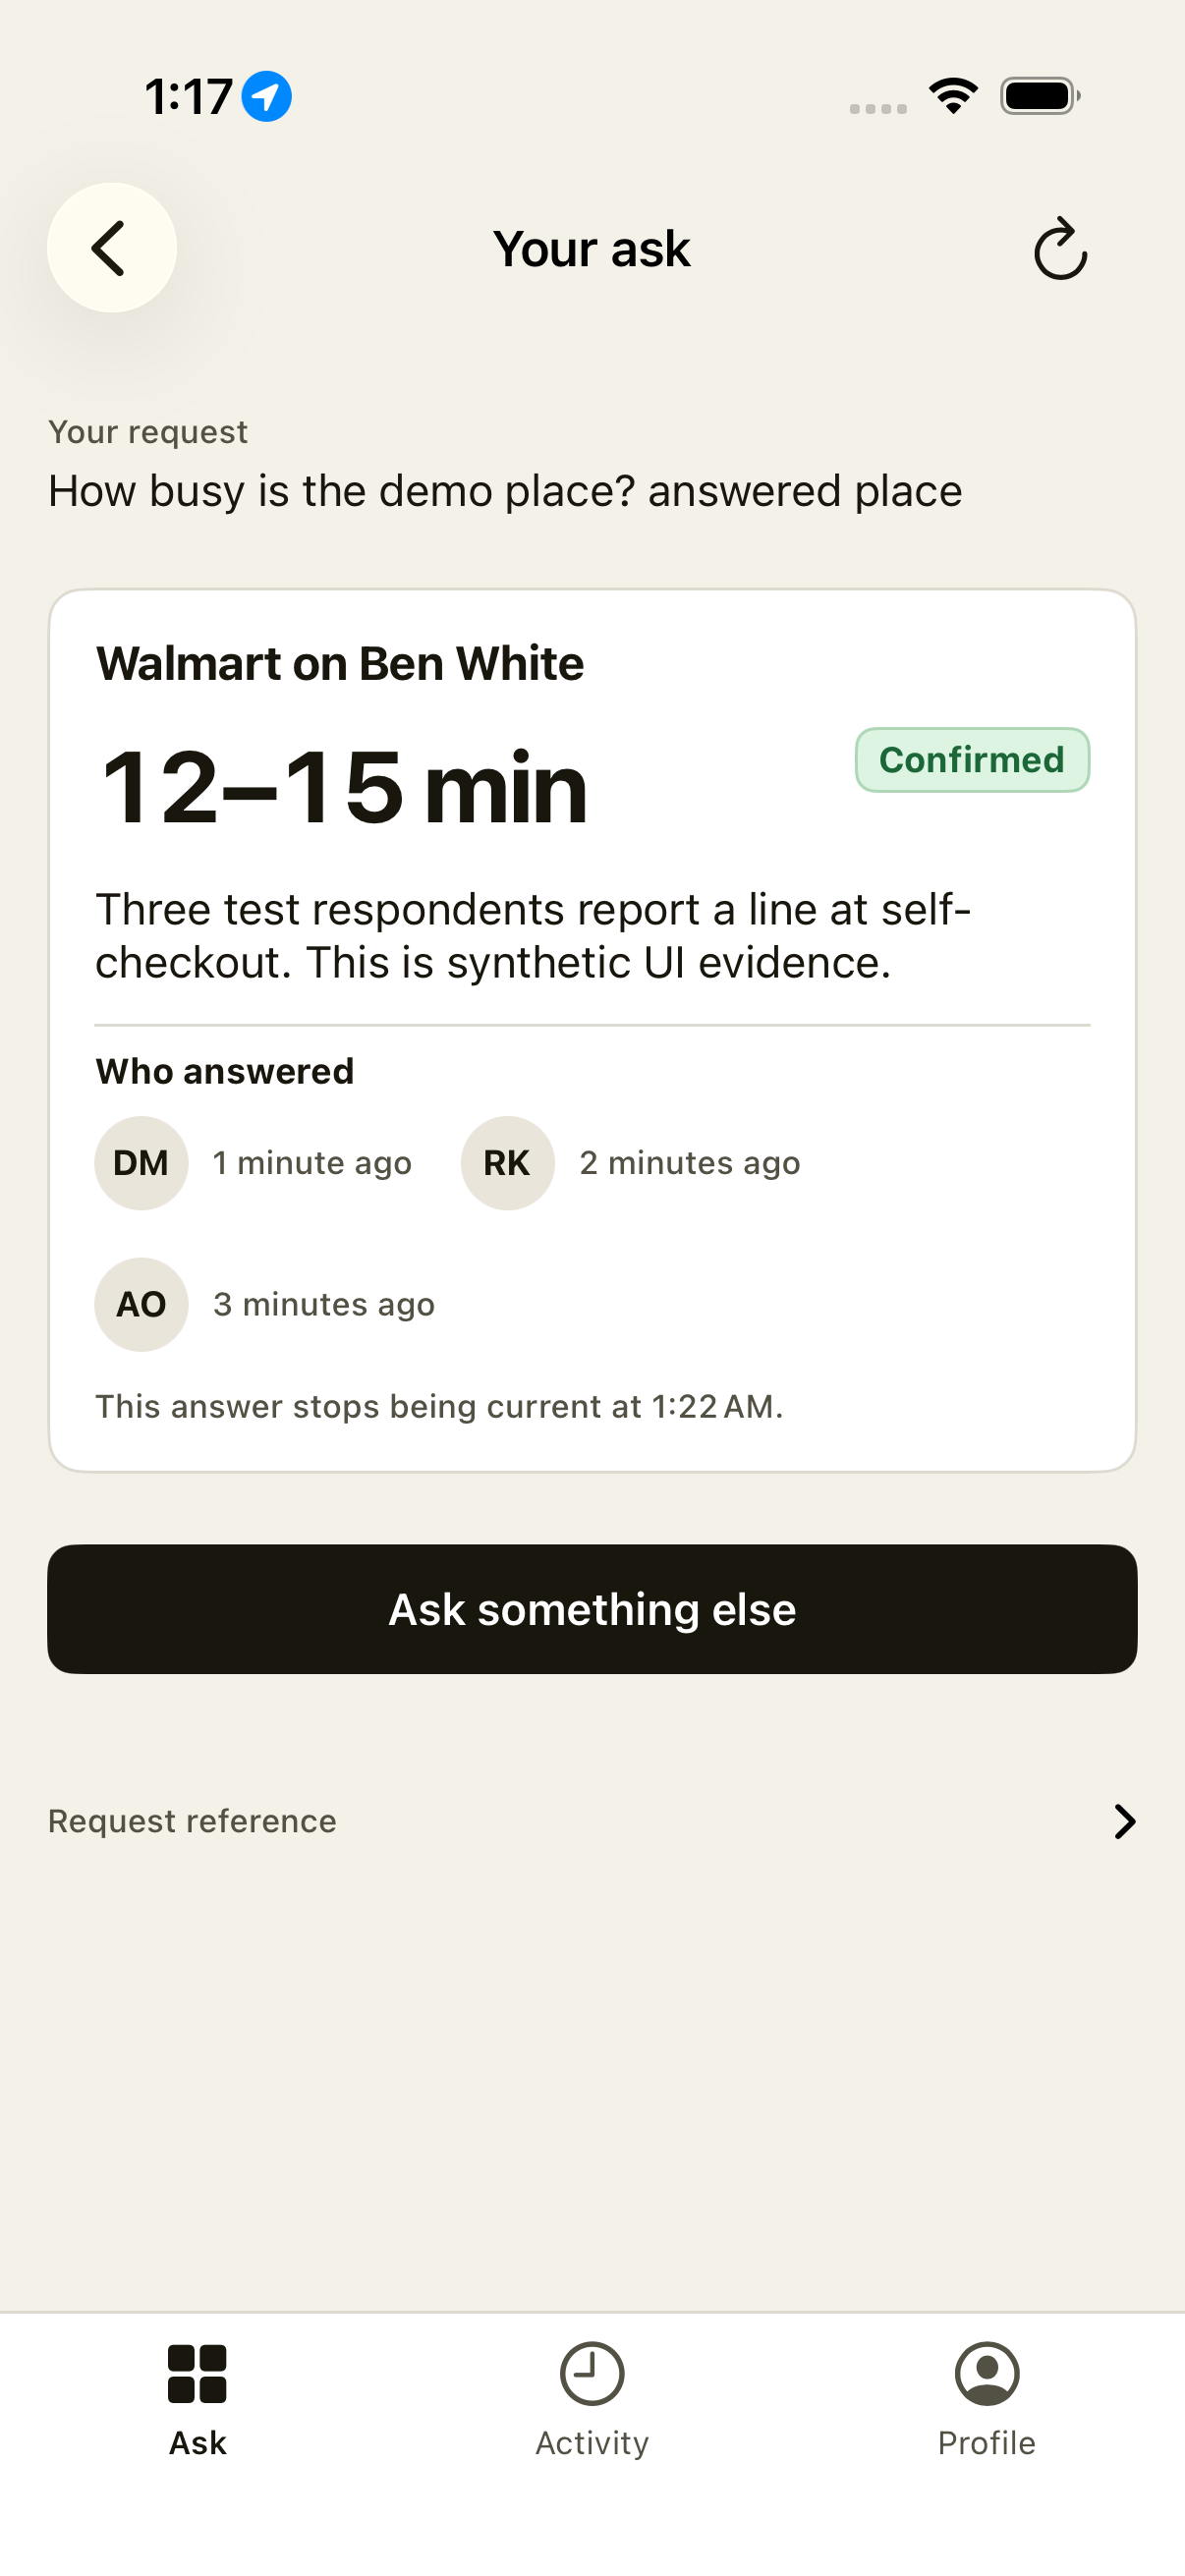 1:17
Your ask
Your request
How busy is the demo place? answered place
Walmart on Ben White
12–15 min
Confirmed
Three test respondents report a line at self-
checkout. This is synthetic UI evidence.
Who answered
DM 1 minute ago RK 2 minutes ago
AO 3 minutes ago
This answer stops being current at 1:22 AM.
Ask something else
Request reference
Ask Activity Profile